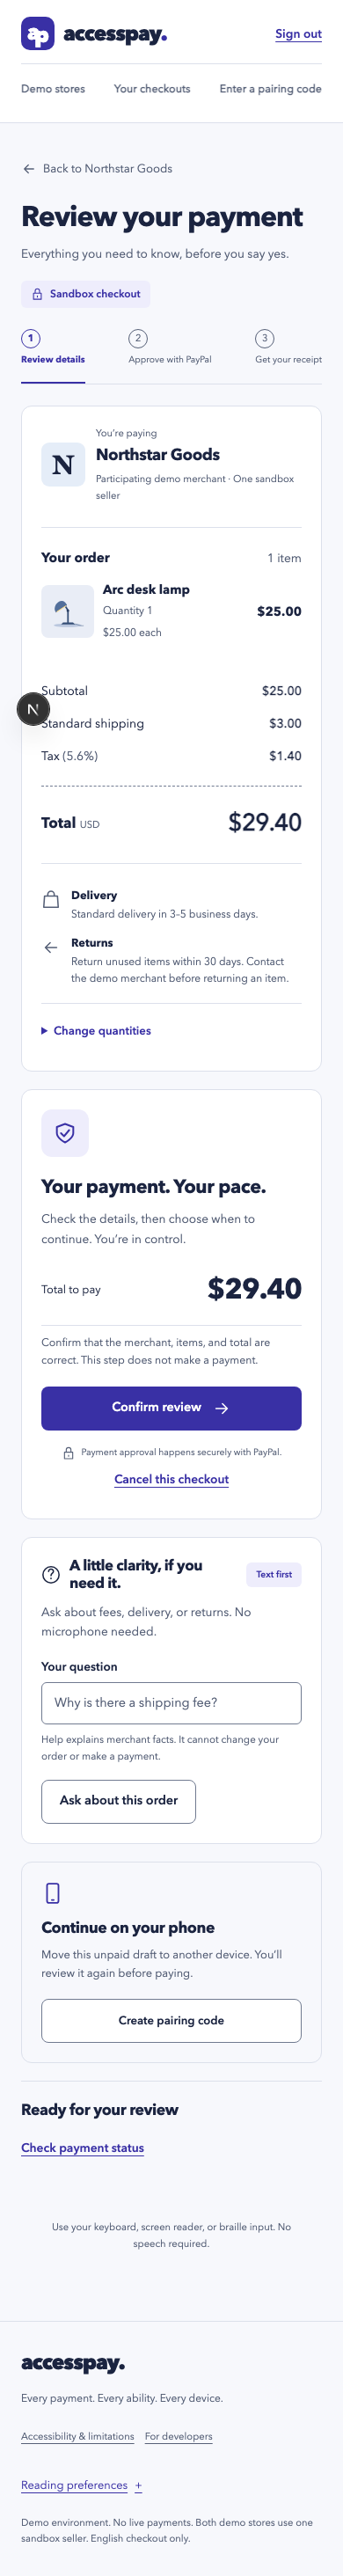 ap accesspay.
Sign out
Demo stores Your checkouts Enter a pairing code
← Back to Northstar Goods
Review your payment
Everything you need to know, before you say yes.
Sandbox checkout
1 2 3
Review details Approve with PayPal Get your receipt
You're paying
N Northstar Goods
Participating demo merchant · One sandbox
seller
Your order 1 item
Arc desk lamp
Quantity 1 $25.00
$25.00 each
Subtotal $25.00
N
Standard shipping $3.00
Tax (5.6%) $1.40
Total USD $29.40
Delivery
Standard delivery in 3–5 business days.
Returns
Return unused items within 30 days. Contact
the demo merchant before returning an item.
Change quantities
Your payment. Your pace.
Check the details, then choose when to
continue. You're in control.
Total to pay $29.40
Confirm that the merchant, items, and total are
correct. This step does not make a payment.
Confirm review →
Payment approval happens securely with PayPal.
Cancel this checkout
A little clarity, if you
need it.
Text first
Ask about fees, delivery, or returns. No
microphone needed.
Your question
Why is there a shipping fee?
Help explains merchant facts. It cannot change your
order or make a payment.
Ask about this order
Continue on your phone
Move this unpaid draft to another device. You'll
review it again before paying.
Create pairing code
Ready for your review
Check payment status
Use your keyboard, screen reader, or braille input. No
speech required.
accesspay.
Every payment. Every ability. Every device.
Accessibility & limitations For developers
Reading preferences +
Demo environment. No live payments. Both demo stores use one
sandbox seller. English checkout only.